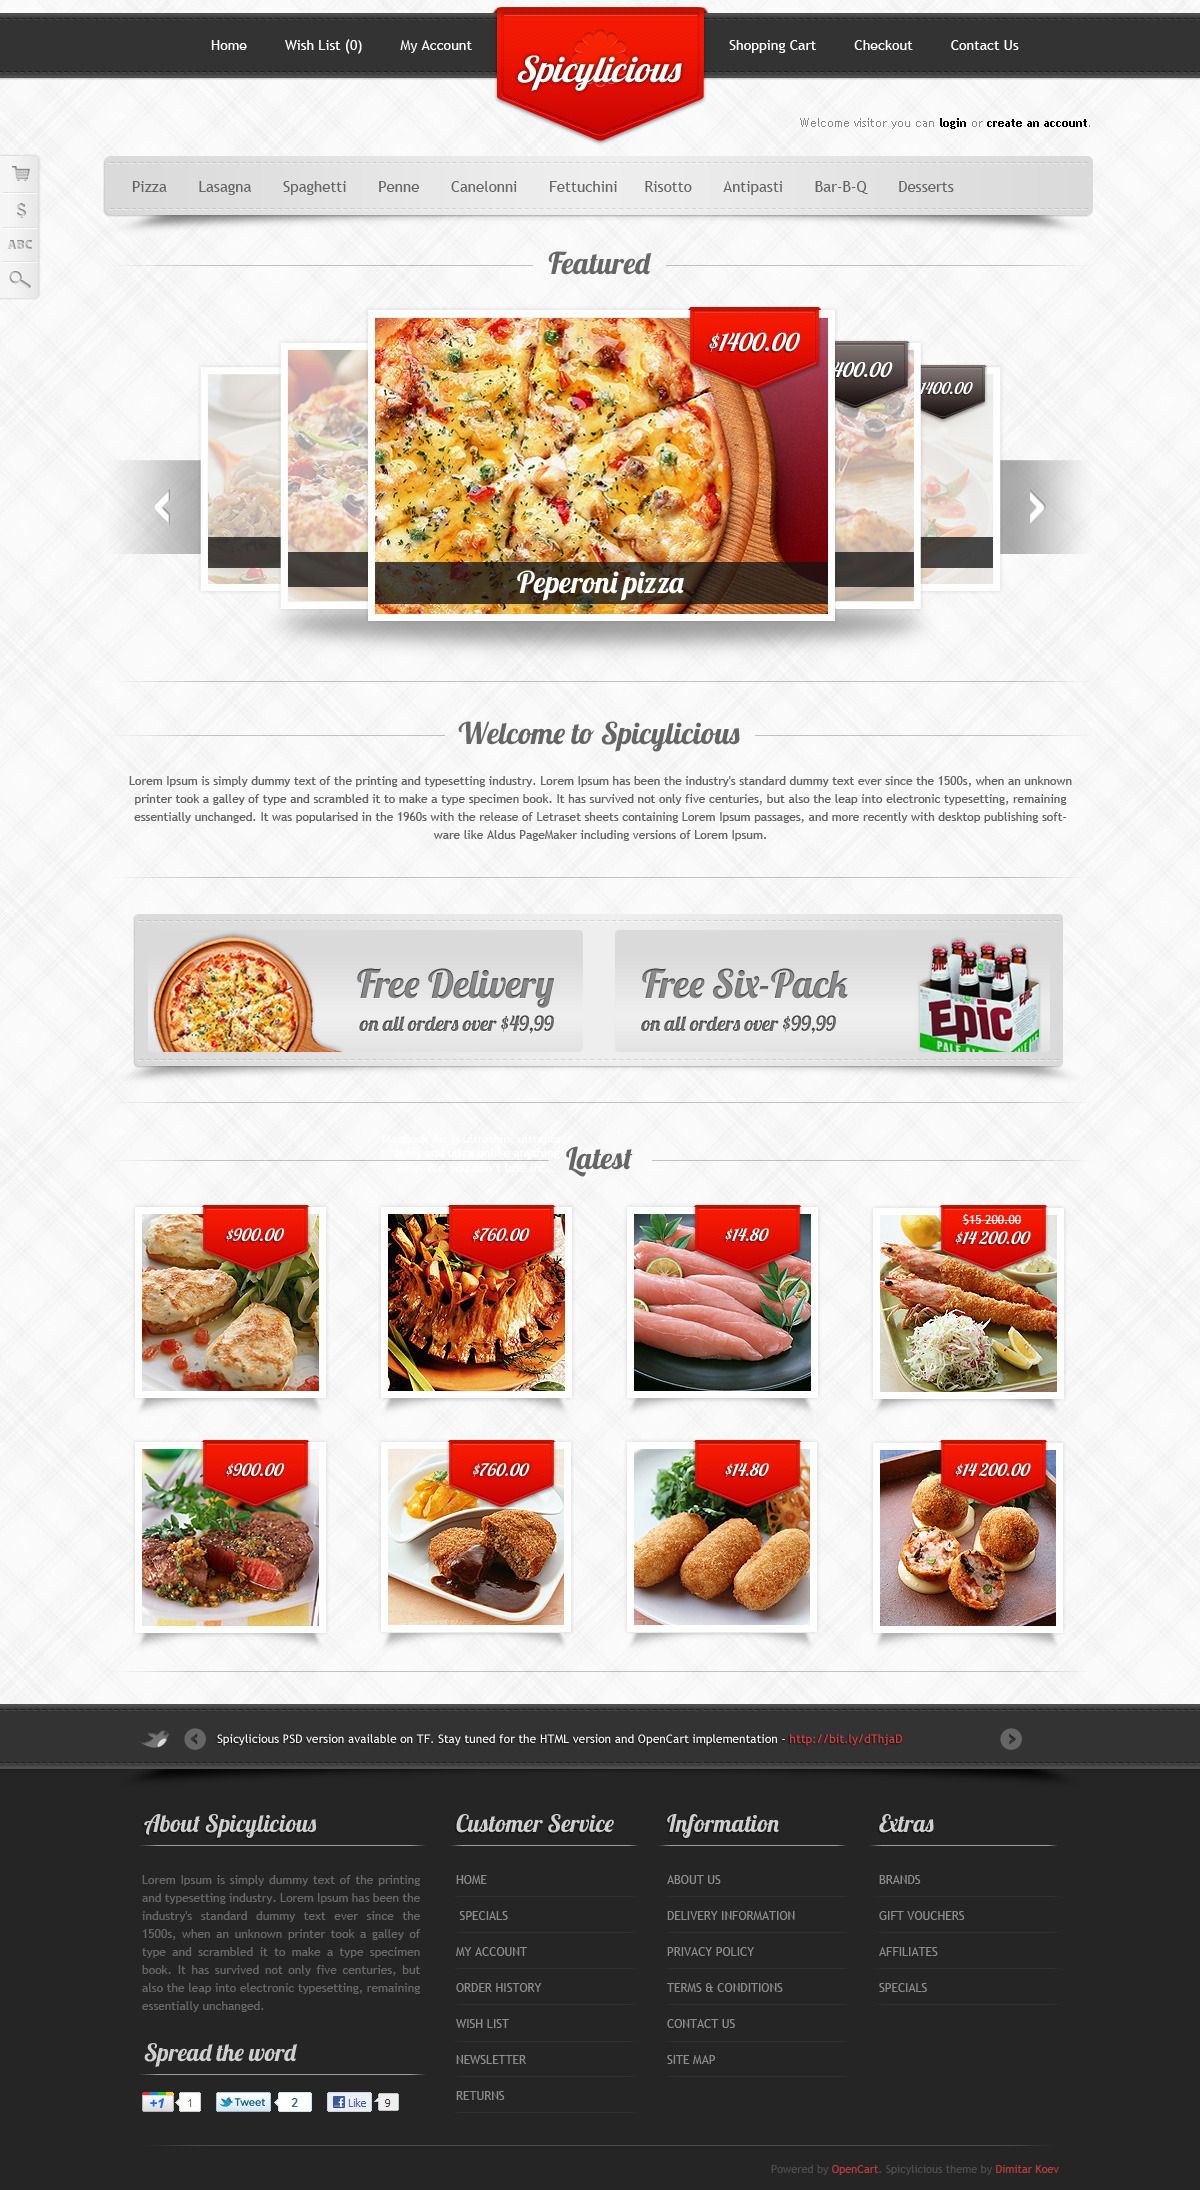 Home Wish List (0) My Account Spicylicious Shopping Cart Checkout Contact Us
Welcome visitor you can login or create an account.
Pizza Lasagna Spaghetti Penne Canelonni Fettuchini Risotto Antipasti Bar-B-Q Desserts
$
ABC
Featured
$1400.00
400.00
1400.00
Peperoni pizza
Welcome to Spicylicious
Lorem Ipsum is simply dummy text of the printing and typesetting industry. Lorem Ipsum has been the industry's standard dummy text ever since the 1500s, when an unknown
printer took a galley of type and scrambled it to make a type specimen book. It has survived not only five centuries, but also the leap into electronic typesetting, remaining
essentially unchanged. It was popularised in the 1960s with the release of Letraset sheets containing Lorem Ipsum passages, and more recently with desktop publishing soft-
ware like Aldus PageMaker including versions of Lorem Ipsum.
Free Delivery
on all orders over $49,99
Free Six-Pack
on all orders over $99,99
Epic
Epic
PALE
Latest
$900.00 $760.00 $14.80 $15 200.00
$14 200.00
$900.00 $760.00 $14.80 $14 200.00
Spicylicious PSD version available on TF. Stay tuned for the HTML version and OpenCart implementation - http://bit.ly/dThjaD
About Spicylicious
Lorem Ipsum is simply dummy text of the printing
and typesetting industry. Lorem Ipsum has been the
industry's standard dummy text ever since the
1500s, when an unknown printer took a galley of
type and scrambled it to make a type specimen
book. It has survived not only five centuries, but
also the leap into electronic typesetting, remaining
essentially unchanged.
Spread the word
+1 1 Tweet 2 Like 9
Customer Service
HOME
SPECIALS
MY ACCOUNT
ORDER HISTORY
WISH LIST
NEWSLETTER
RETURNS
Information
ABOUT US
DELIVERY INFORMATION
PRIVACY POLICY
TERMS & CONDITIONS
CONTACT US
SITE MAP
Extras
BRANDS
GIFT VOUCHERS
AFFILIATES
SPECIALS
Powered by OpenCart. Spicylicious theme by Dimitar Koev